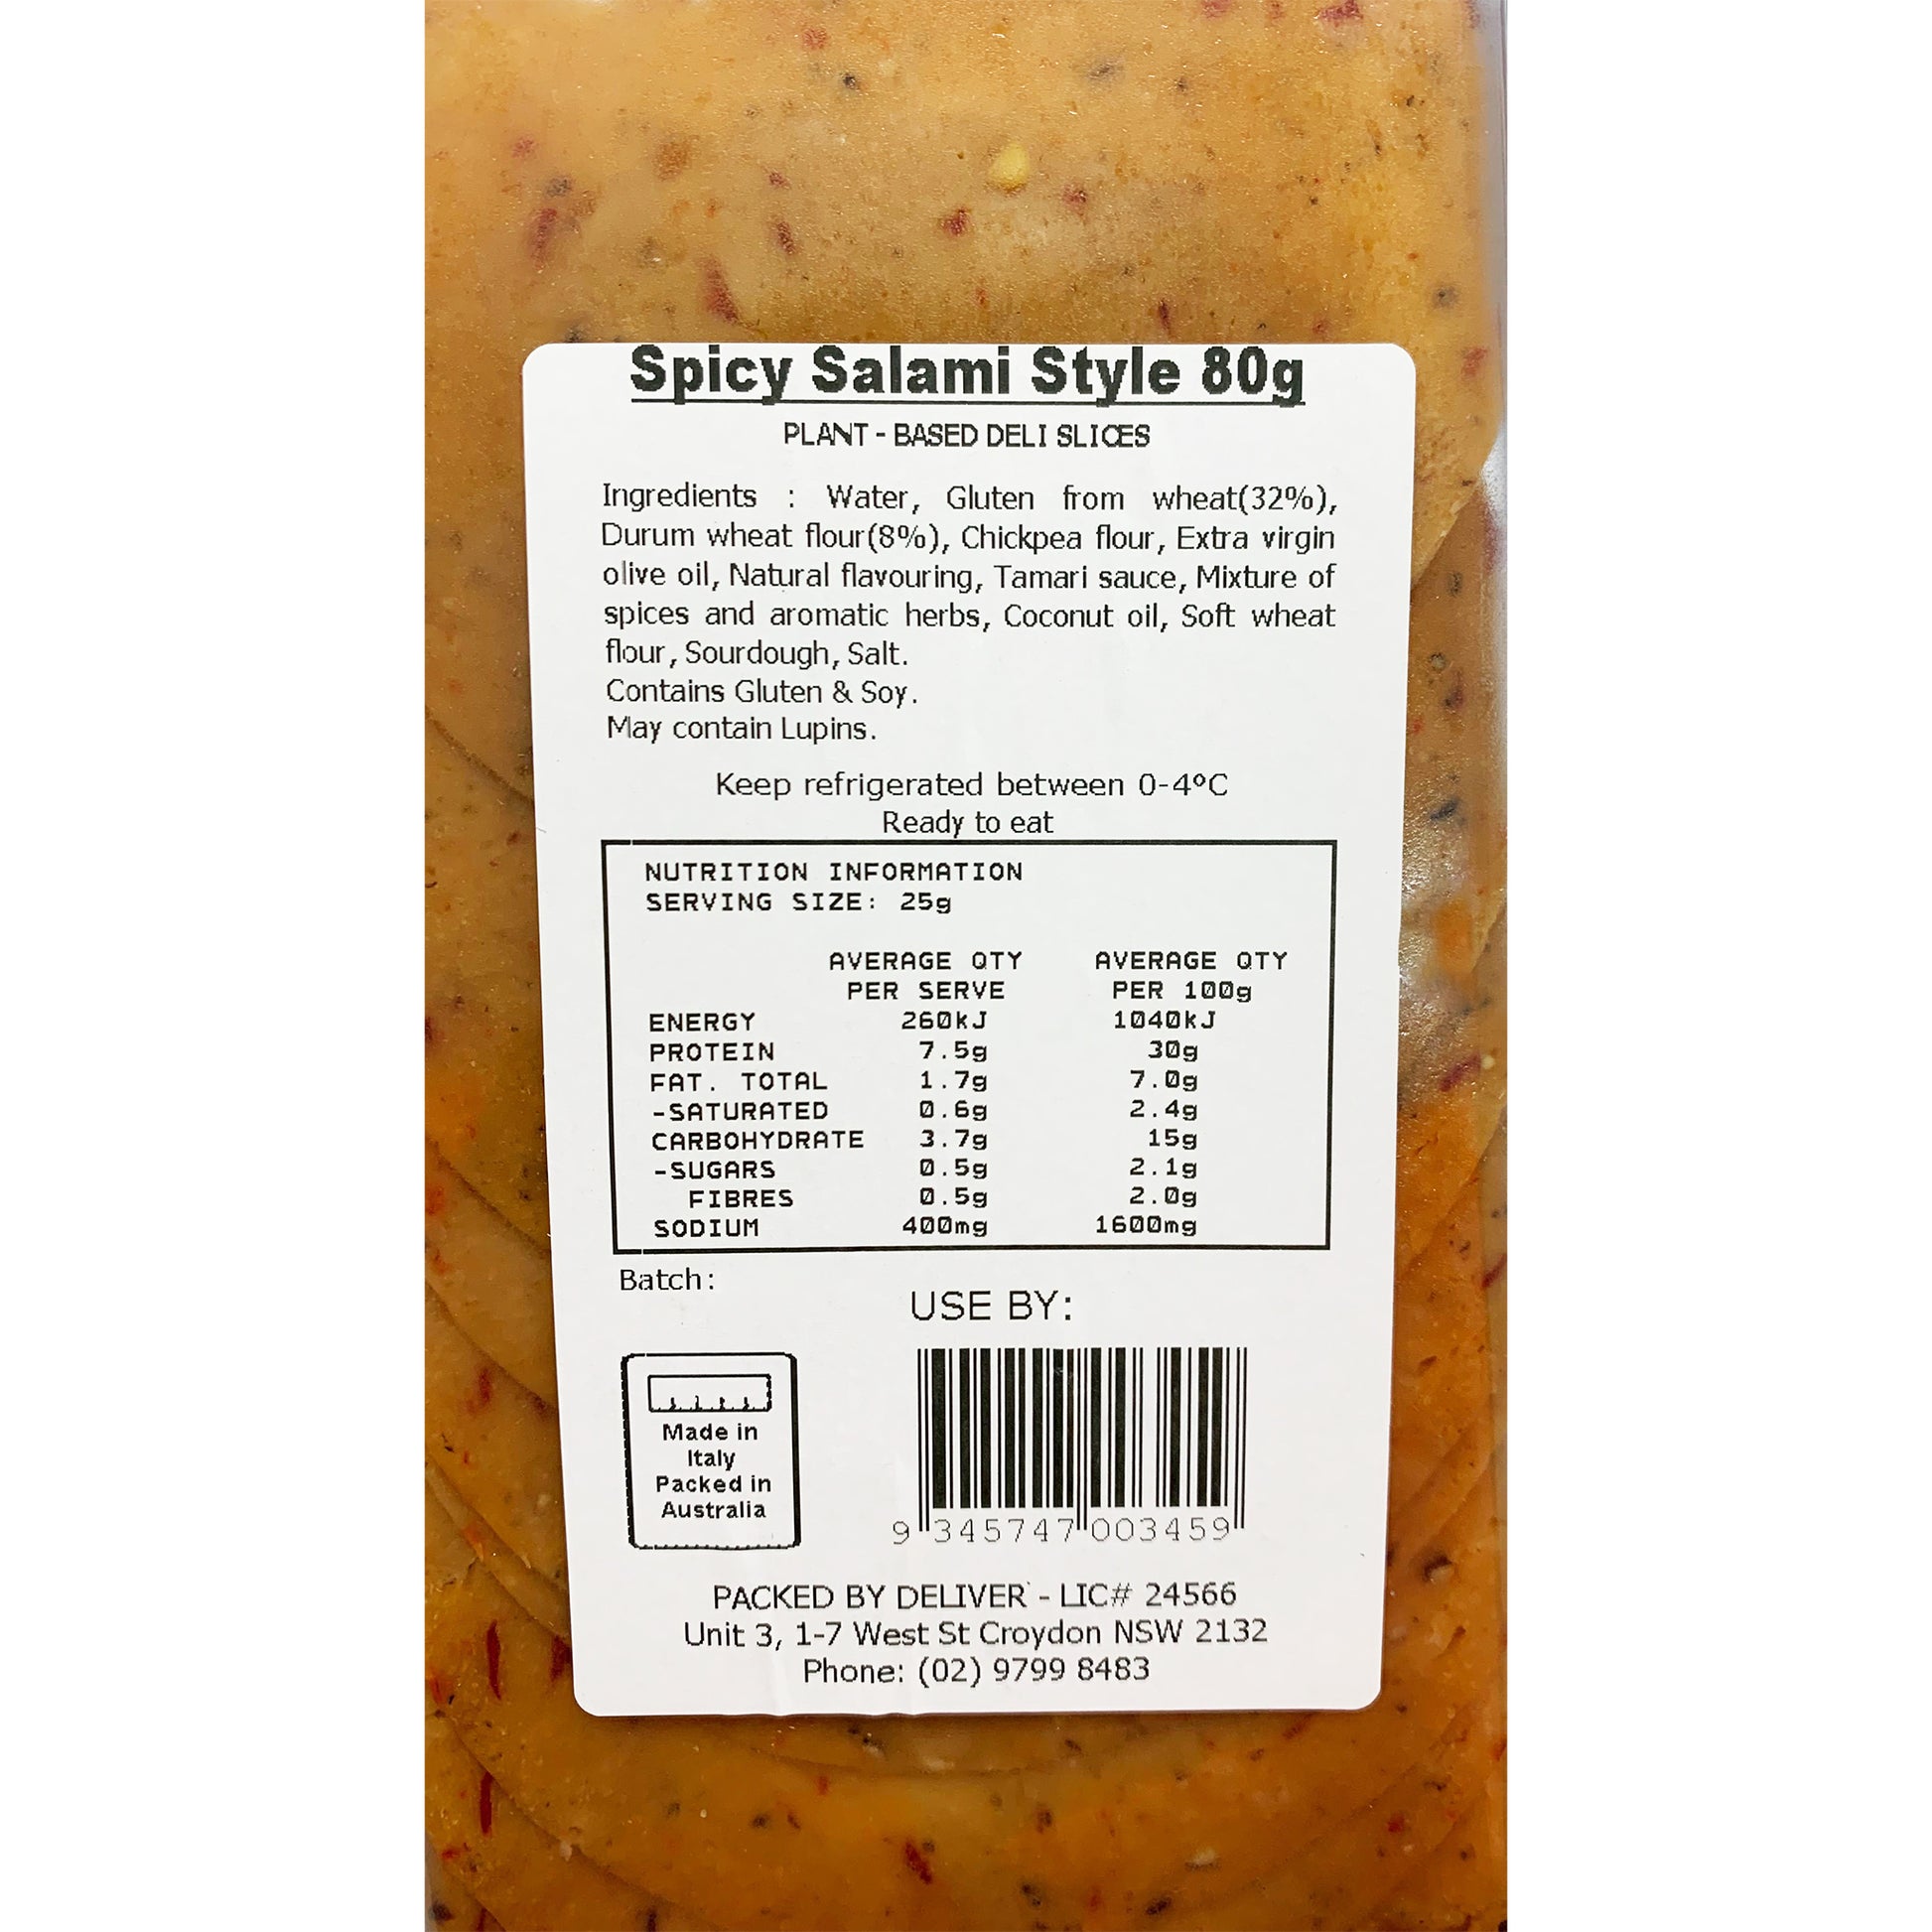 Spicy Salami Style 80g
PLANT - BASED DELI SLICES
Ingredients : Water, Gluten from wheat(32%),
Durum wheat flour(8%), Chickpea flour, Extra virgin
olive oil, Natural flavouring, Tamari sauce, Mixture of
spices and aromatic herbs, Coconut oil, Soft wheat
flour, Sourdough, Salt.
Contains Gluten & Soy.
May contain Lupins.
Keep refrigerated between 0-4ºC
Ready to eat
NUTRITION INFORMATION
SERVING SIZE: 25g
AVERAGE QTY AVERAGE QTY
PER SERVE PER 100g
ENERGY 260kJ 1040kJ
PROTEIN 7.5g 30g
FAT. TOTAL 1.7g 7.0g
-SATURATED 0.6g 2.4g
CARBOHYDRATE 3.7g 15g
-SUGARS 0.5g 2.1g
FIBRES 0.5g 2.0g
SODIUM 400mg 1600mg
Batch:
USE BY:
Made in
Italy
Packed in
Australia
9 345747 003459
PACKED BY DELIVER - LIC# 24566
Unit 3, 1-7 West St Croydon NSW 2132
Phone: (02) 9799 8483